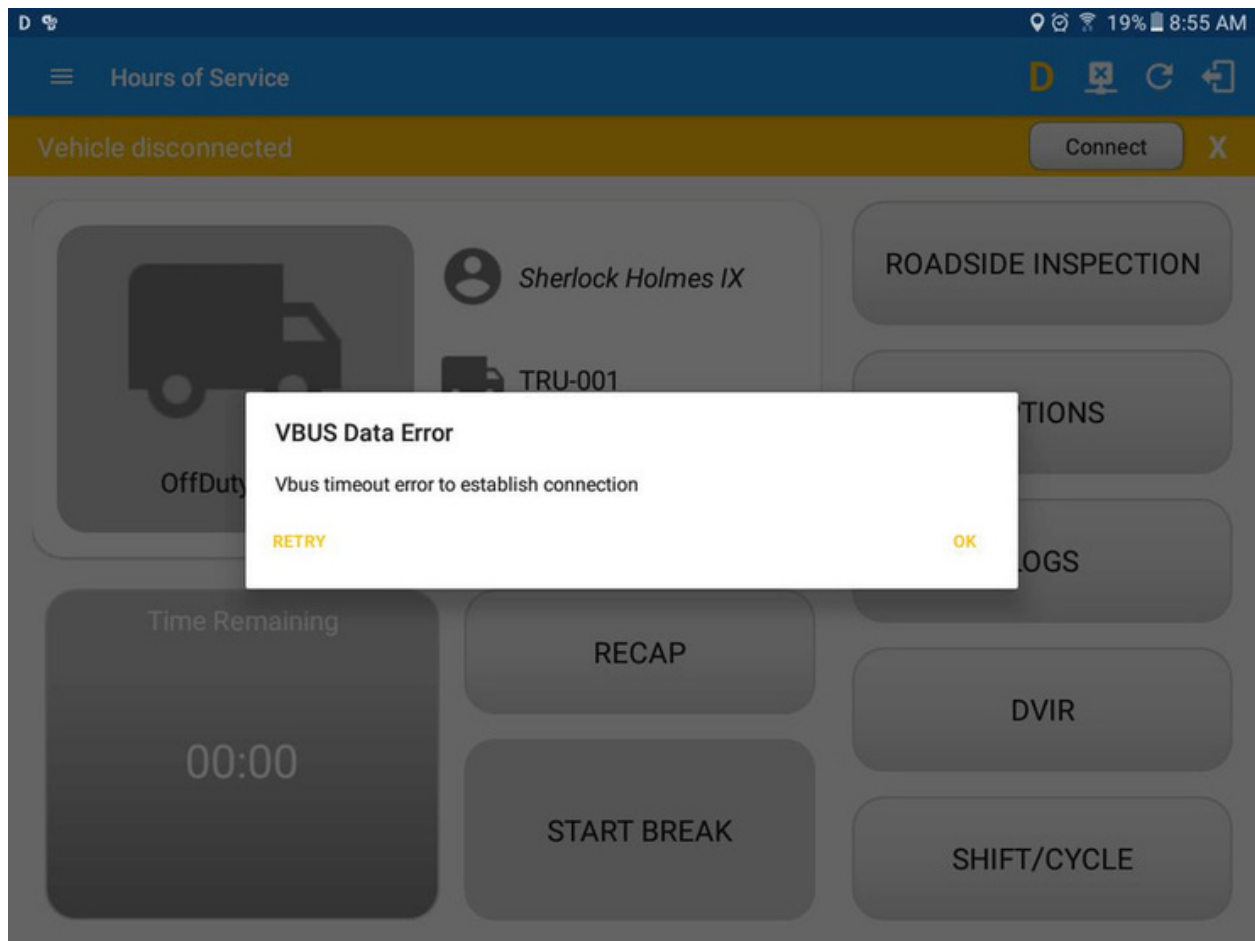 D 19% 8:55 AM
Hours of Service D
Vehicle disconnected Connect X
Sherlock Holmes IX
TRU-001
OffDuty
ROADSIDE INSPECTION
TIONS
OGS
DVIR
SHIFT/CYCLE
VBUS Data Error
Vbus timeout error to establish connection
RETRY OK
Time Remaining
00:00
RECAP
START BREAK